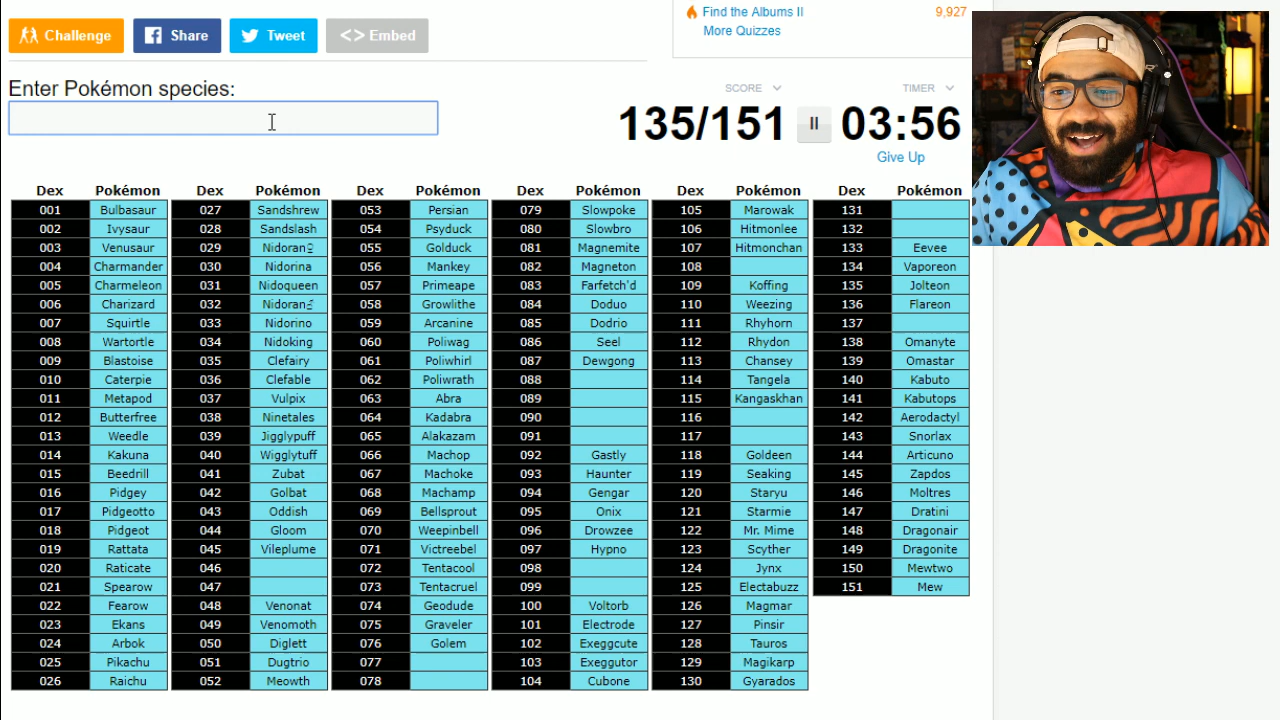 Find the Albums II 9,927
More Quizzes
Challenge Share Tweet <> Embed
Enter Pokémon species:
SCORE TIMER
135/151 03:56
Give Up
Dex Pokémon Dex Pokémon Dex Pokémon Dex Pokémon Dex Pokémon Dex Pokémon
001 Bulbasaur 027 Sandshrew 053 Persian 079 Slowpoke 105 Marowak 131
002 Ivysaur 028 Sandslash 054 Psyduck 080 Slowbro 106 Hitmonlee 132
003 Venusaur 029 Nidoran♀ 055 Golduck 081 Magnemite 107 Hitmonchan 133 Eevee
004 Charmander 030 Nidorina 056 Mankey 082 Magneton 108 134 Vaporeon
005 Charmeleon 031 Nidoqueen 057 Primeape 083 Farfetch'd 109 Koffing 135 Jolteon
006 Charizard 032 Nidoran♂ 058 Growlithe 084 Doduo 110 Weezing 136 Flareon
007 Squirtle 033 Nidorino 059 Arcanine 085 Dodrio 111 Rhyhorn 137
008 Wartortle 034 Nidoking 060 Poliwag 086 Seel 112 Rhydon 138 Omanyte
009 Blastoise 035 Clefairy 061 Poliwhirl 087 Dewgong 113 Chansey 139 Omastar
010 Caterpie 036 Clefable 062 Poliwrath 088 114 Tangela 140 Kabuto
011 Metapod 037 Vulpix 063 Abra 089 115 Kangaskhan 141 Kabutops
012 Butterfree 038 Ninetales 064 Kadabra 090 116 142 Aerodactyl
013 Weedle 039 Jigglypuff 065 Alakazam 091 117 143 Snorlax
014 Kakuna 040 Wigglytuff 066 Machop 092 Gastly 118 Goldeen 144 Articuno
015 Beedrill 041 Zubat 067 Machoke 093 Haunter 119 Seaking 145 Zapdos
016 Pidgey 042 Golbat 068 Machamp 094 Gengar 120 Staryu 146 Moltres
017 Pidgeotto 043 Oddish 069 Bellsprout 095 Onix 121 Starmie 147 Dratini
018 Pidgeot 044 Gloom 070 Weepinbell 096 Drowzee 122 Mr. Mime 148 Dragonair
019 Rattata 045 Vileplume 071 Victreebel 097 Hypno 123 Scyther 149 Dragonite
020 Raticate 046 072 Tentacool 098 124 Jynx 150 Mewtwo
021 Spearow 047 073 Tentacruel 099 125 Electabuzz 151 Mew
022 Fearow 048 Venonat 074 Geodude 100 Voltorb 126 Magmar
023 Ekans 049 Venomoth 075 Graveler 101 Electrode 127 Pinsir
024 Arbok 050 Diglett 076 Golem 102 Exeggcute 128 Tauros
025 Pikachu 051 Dugtrio 077 103 Exeggutor 129 Magikarp
026 Raichu 052 Meowth 078 104 Cubone 130 Gyarados